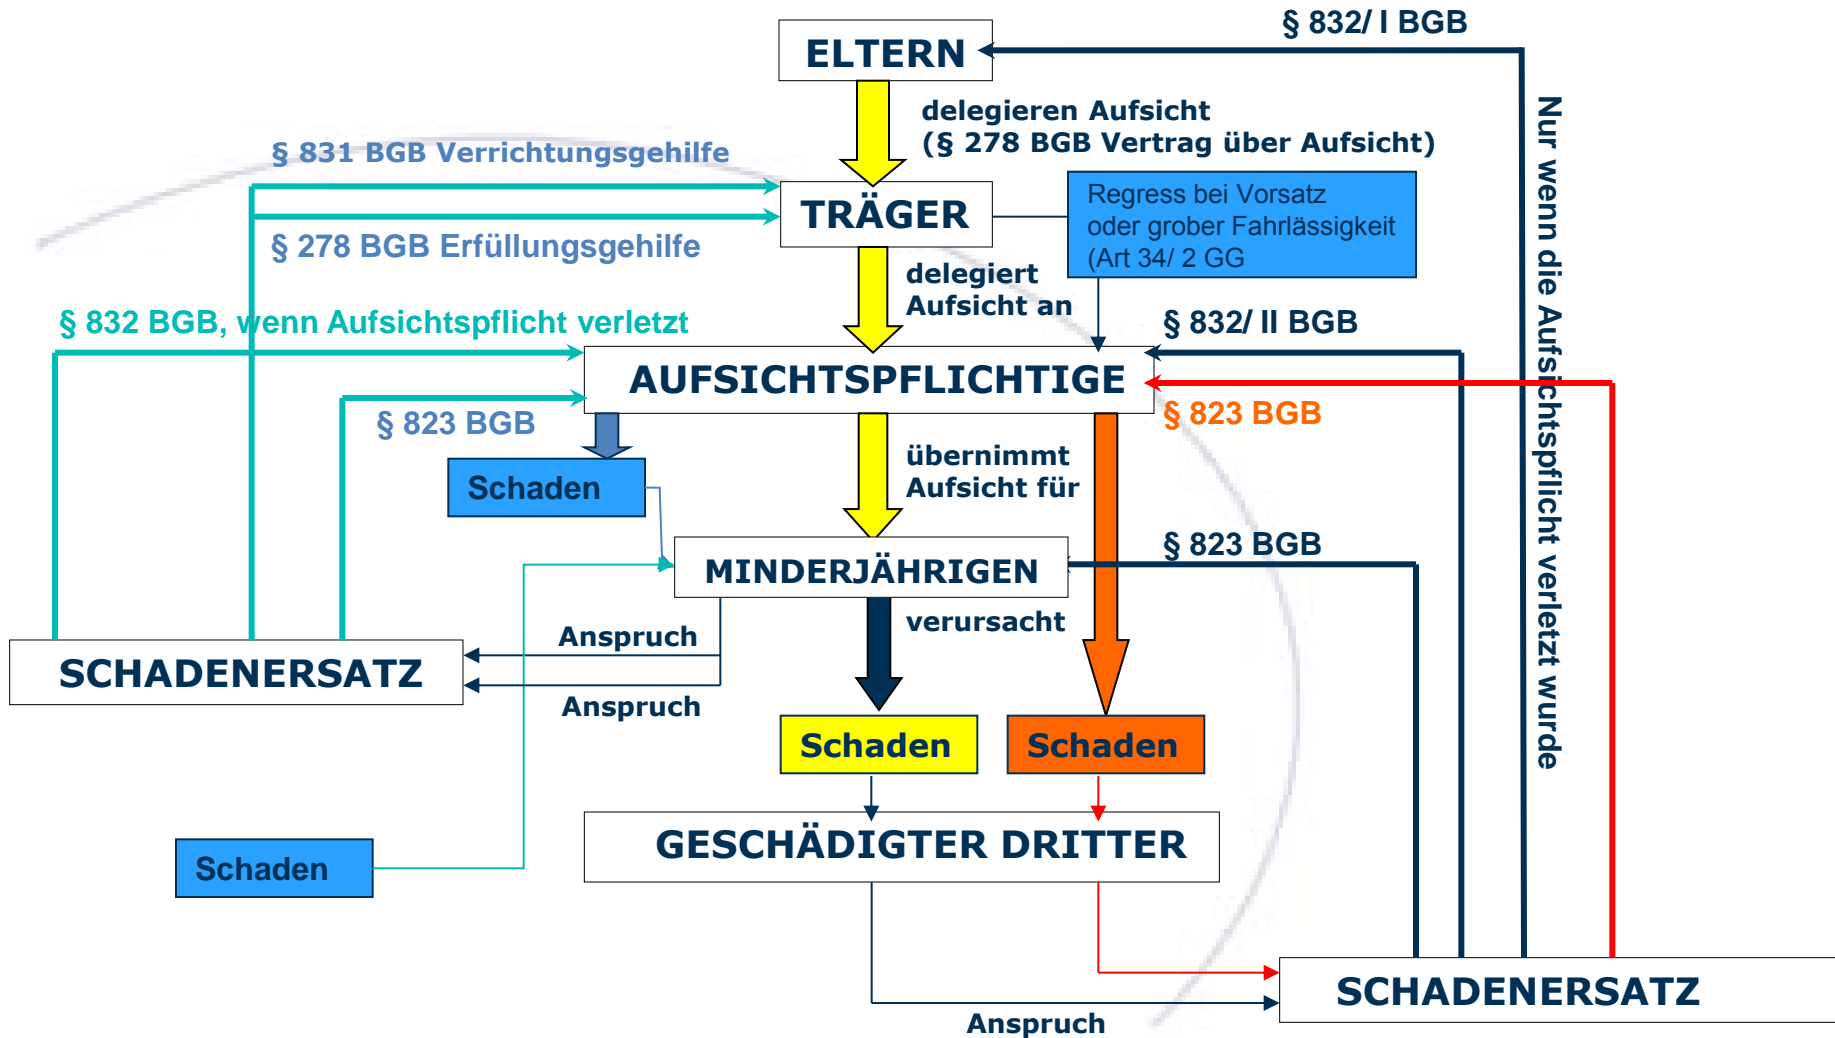 § 832/ I BGB
ELTERN
delegieren Aufsicht
(§ 278 BGB Vertrag über Aufsicht)
Nur wenn die Aufsichtspflicht verletzt wurde
§ 831 BGB Verrichtungsgehilfe
TRÄGER
Regress bei Vorsatz
oder grober Fahrlässigkeit
(Art 34/ 2 GG
§ 278 BGB Erfüllungsgehilfe
delegiert
Aufsicht an
§ 832 BGB, wenn Aufsichtspflicht verletzt
§ 832/ II BGB
AUFSICHTSPFLICHTIGE
§ 823 BGB
§ 823 BGB
Schaden
übernimmt
Aufsicht für
§ 823 BGB
MINDERJÄHRIGEN
verursacht
Anspruch
SCHADENERSATZ
Anspruch
Schaden
Schaden
GESCHÄDIGTER DRITTER
Schaden
SCHADENERSATZ
Anspruch